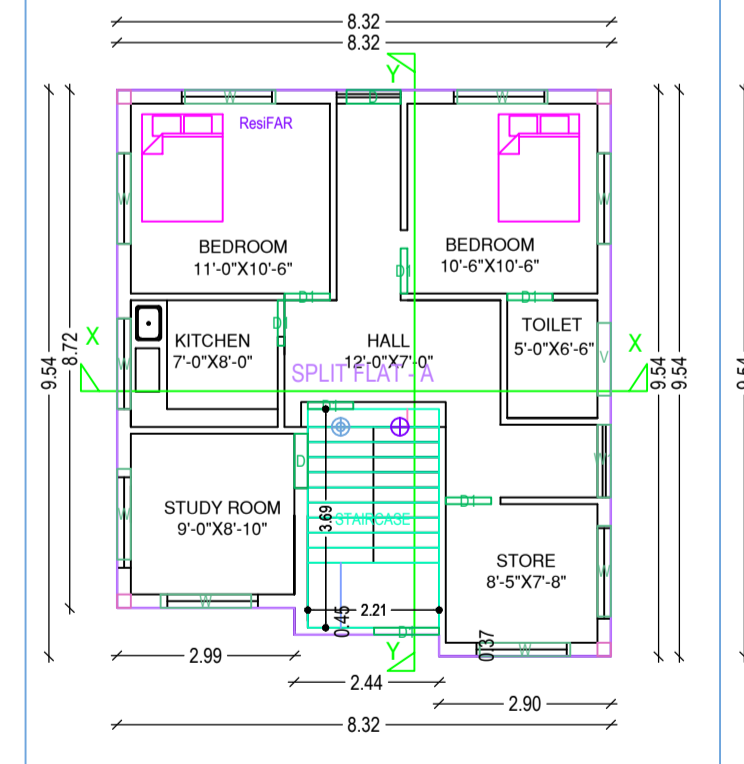 8.32
8.32
Y
W
D
W
ResiFAR
W
W
BEDROOM
11'-0"X10'-6"
BEDROOM
10'-6"X10'-6"
D1
D1
D1
D1
9.54
8.72
X
W
KITCHEN
7'-0"X8'-0"
HALL
12'-0"X7'-0"
SPLIT FLAT - A
TOILET
5'-0"X6'-6"
V
X
9.54
9.54
9.54
D1
D
W
W
STUDY ROOM
9'-0"X8'-10"
3.69
STAIRCASE
D1
STORE
8'-5"X7'-8"
W
W
0.45
2.21
D1
0.37
W
Y
2.99
2.44
2.90
8.32